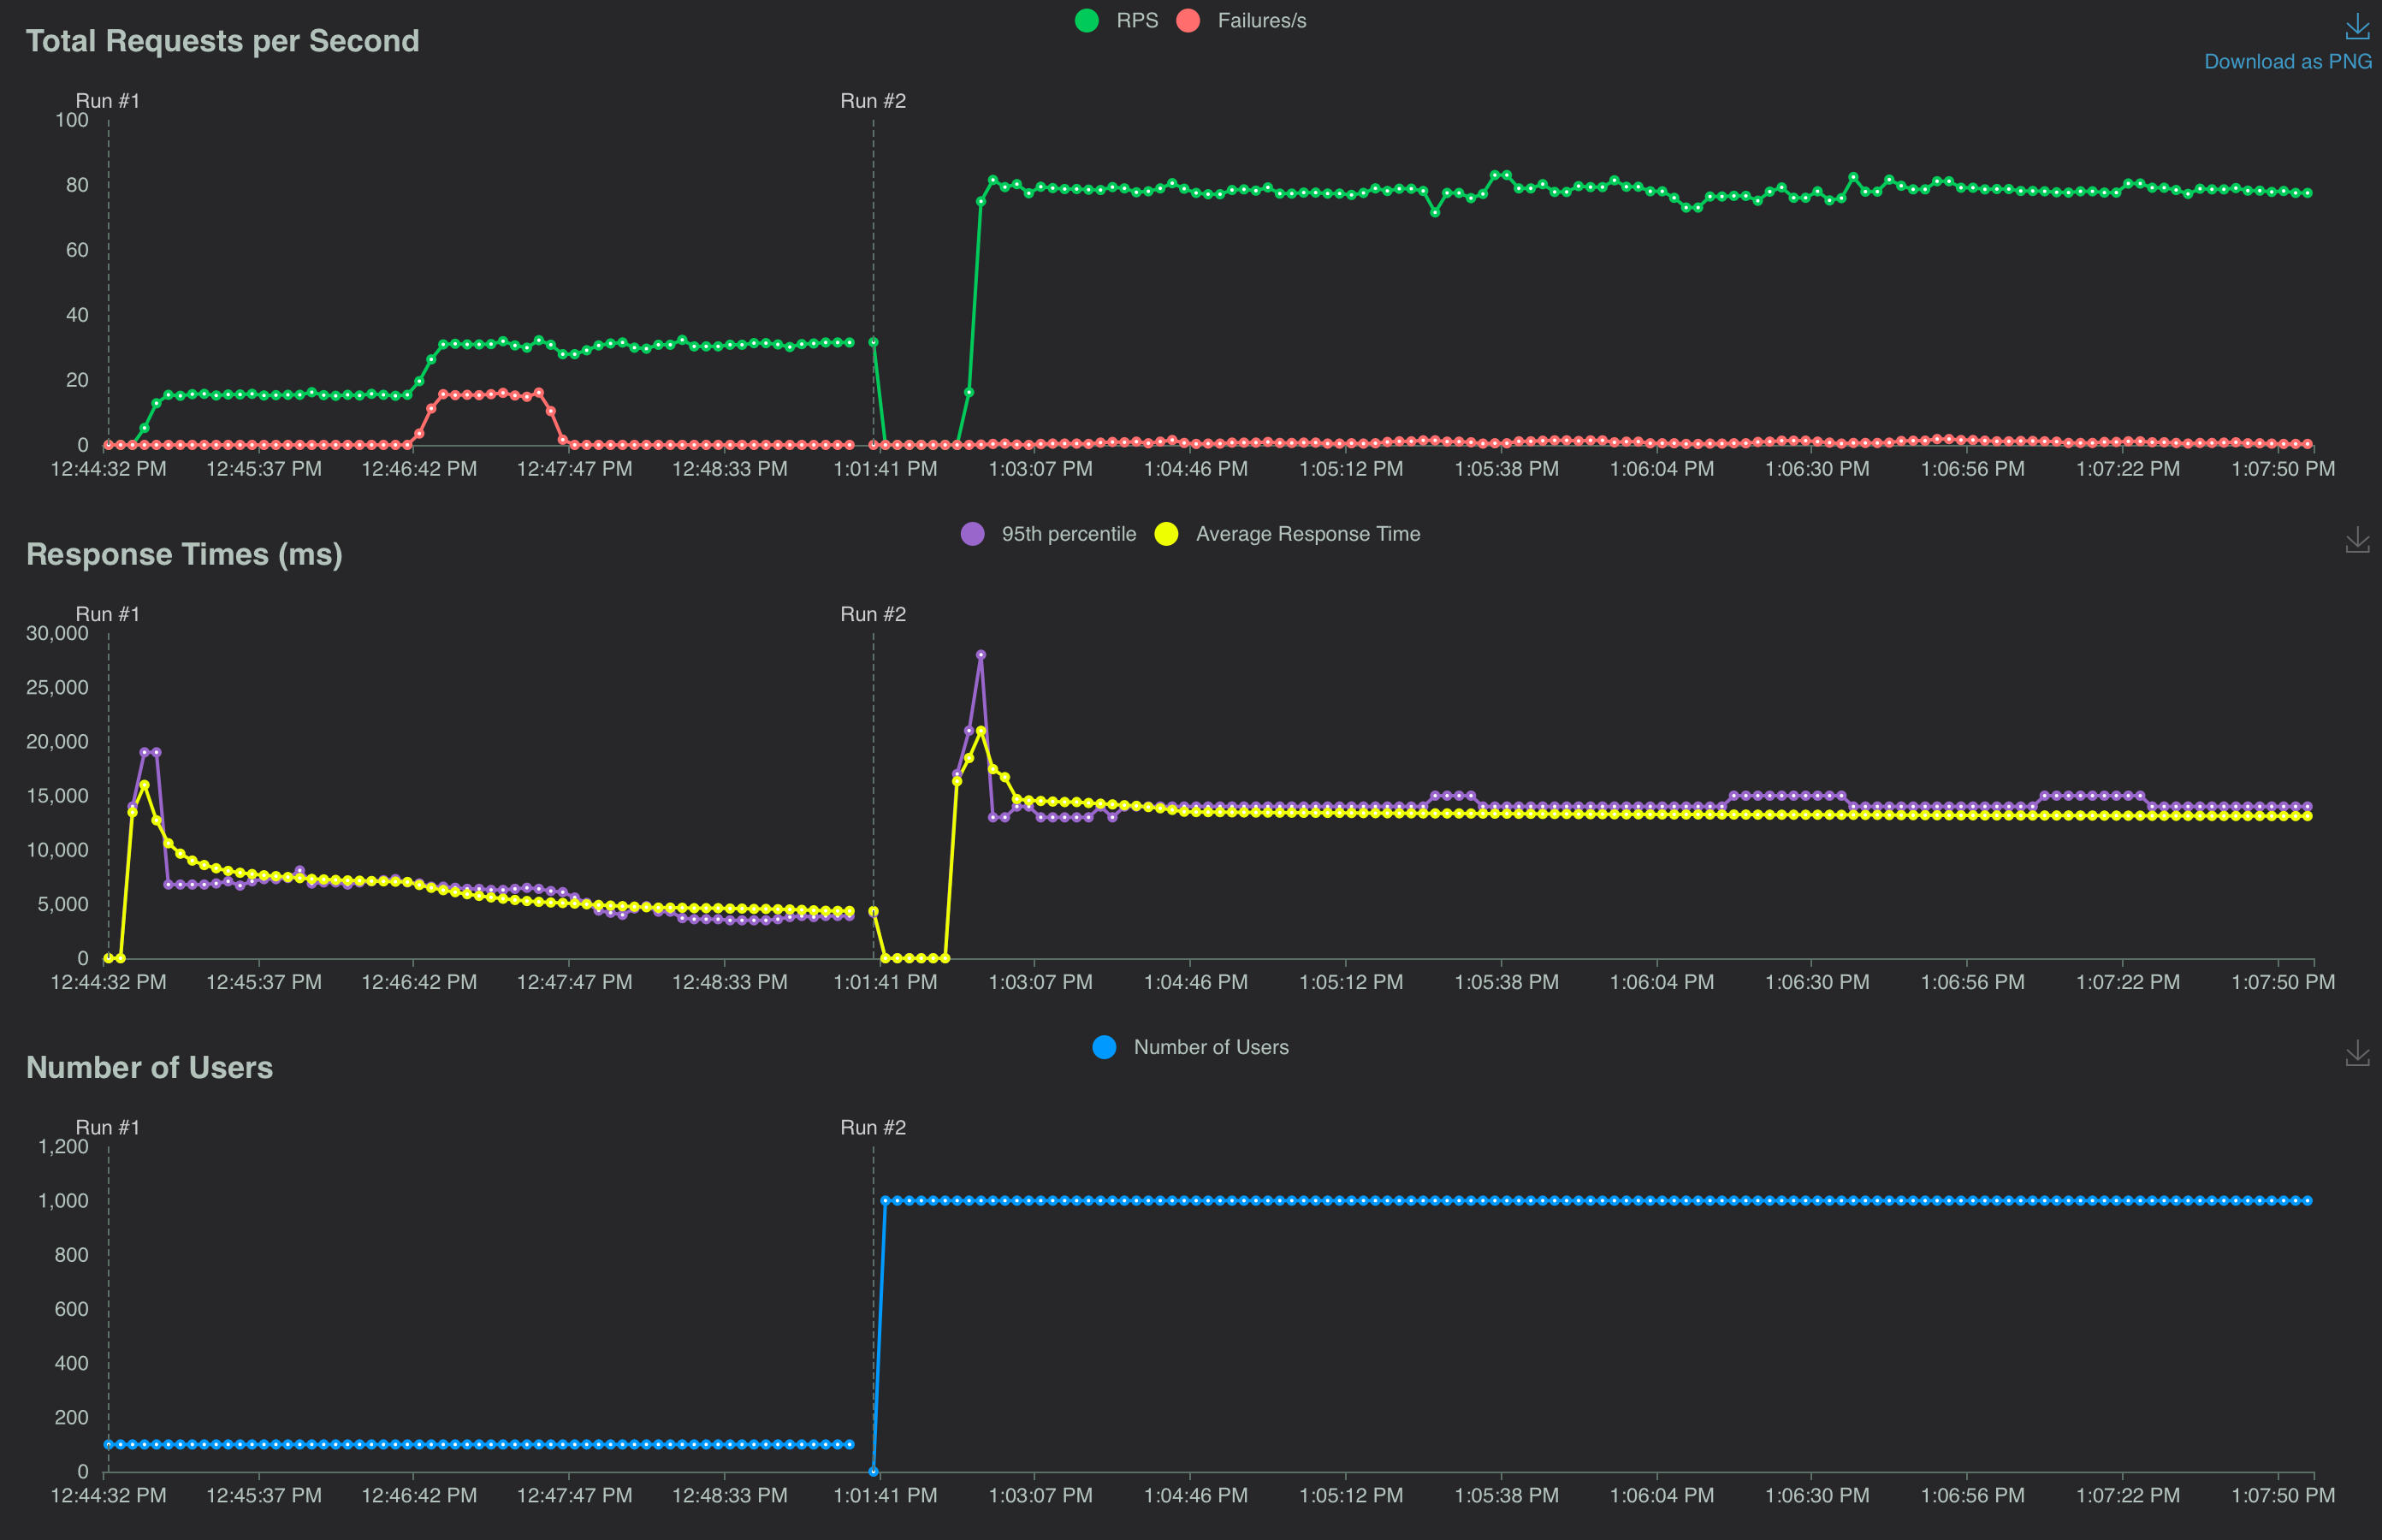 Total Requests per Second
RPS Failures/s
Download as PNG
Run #1 Run #2
100
80
60
40
20
0
12:44:32 PM 12:45:37 PM 12:46:42 PM 12:47:47 PM 12:48:33 PM 1:01:41 PM 1:03:07 PM 1:04:46 PM 1:05:12 PM 1:05:38 PM 1:06:04 PM 1:06:30 PM 1:06:56 PM 1:07:22 PM 1:07:50 PM
Response Times (ms)
95th percentile Average Response Time
Run #1 Run #2
30,000
25,000
20,000
15,000
10,000
5,000
0
12:44:32 PM 12:45:37 PM 12:46:42 PM 12:47:47 PM 12:48:33 PM 1:01:41 PM 1:03:07 PM 1:04:46 PM 1:05:12 PM 1:05:38 PM 1:06:04 PM 1:06:30 PM 1:06:56 PM 1:07:22 PM 1:07:50 PM
Number of Users
Number of Users
Run #1 Run #2
1,200
1,000
800
600
400
200
0
12:44:32 PM 12:45:37 PM 12:46:42 PM 12:47:47 PM 12:48:33 PM 1:01:41 PM 1:03:07 PM 1:04:46 PM 1:05:12 PM 1:05:38 PM 1:06:04 PM 1:06:30 PM 1:06:56 PM 1:07:22 PM 1:07:50 PM